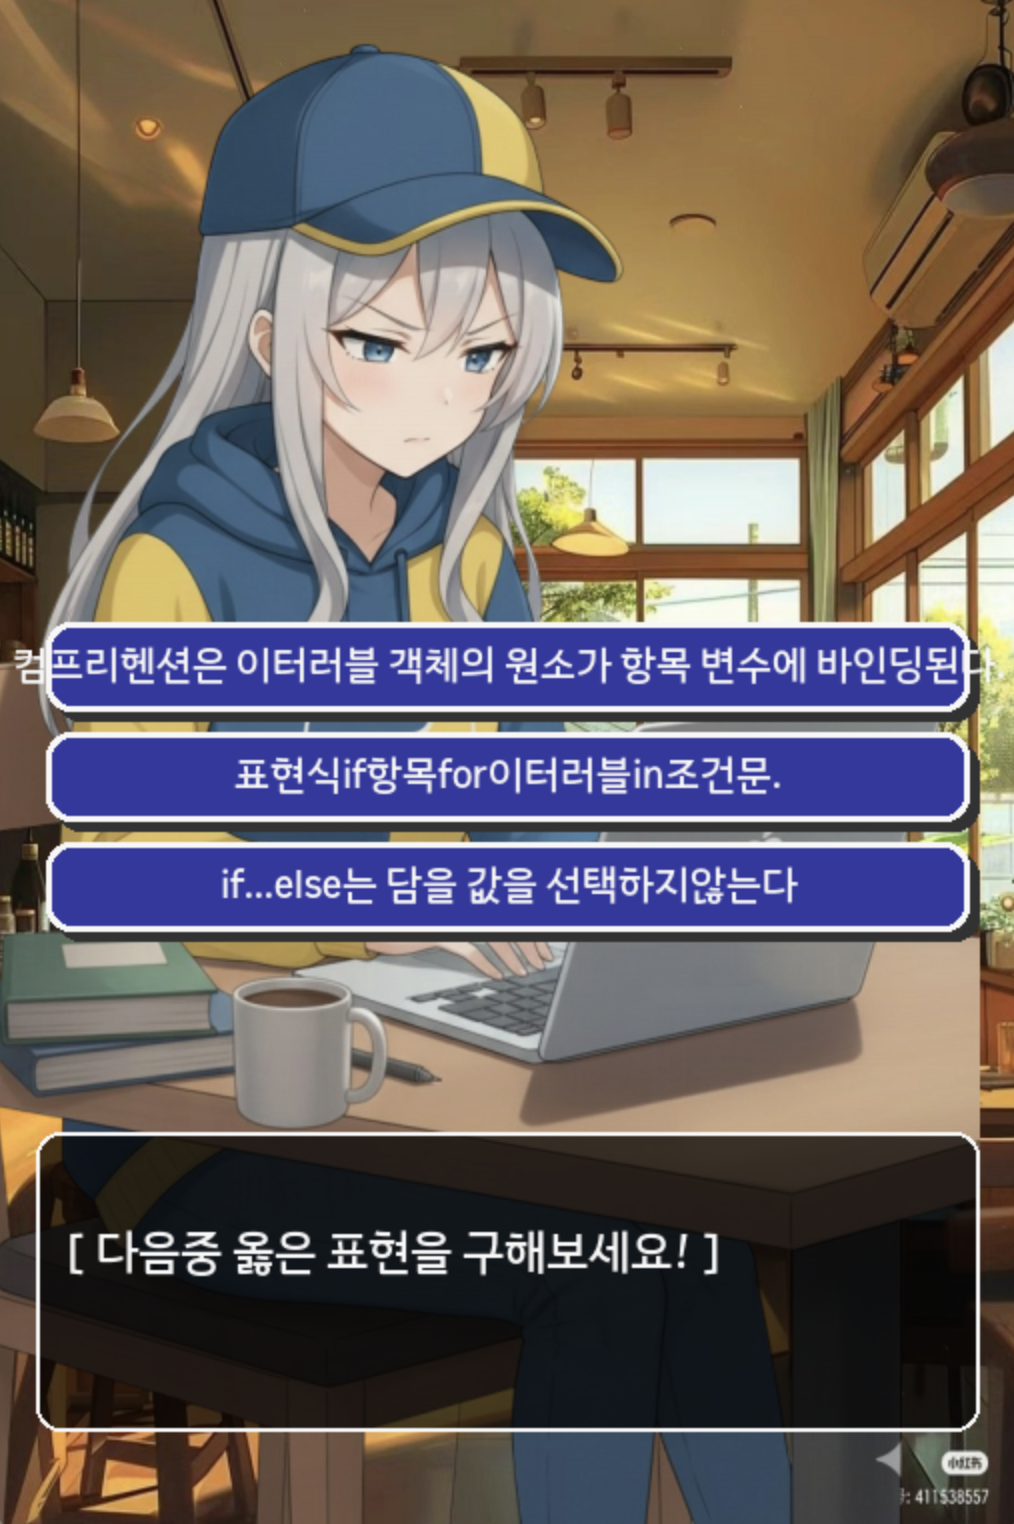 컴프리헨션은 이터러블 객체의 원소가 항목 변수에 바인딩된다.
표현식if항목for이터러블in조건문.
if...else는 담을 값을 선택하지않는다
[ 다음중 옳은 표현을 구해보세요! ]
小红书
: 411538557